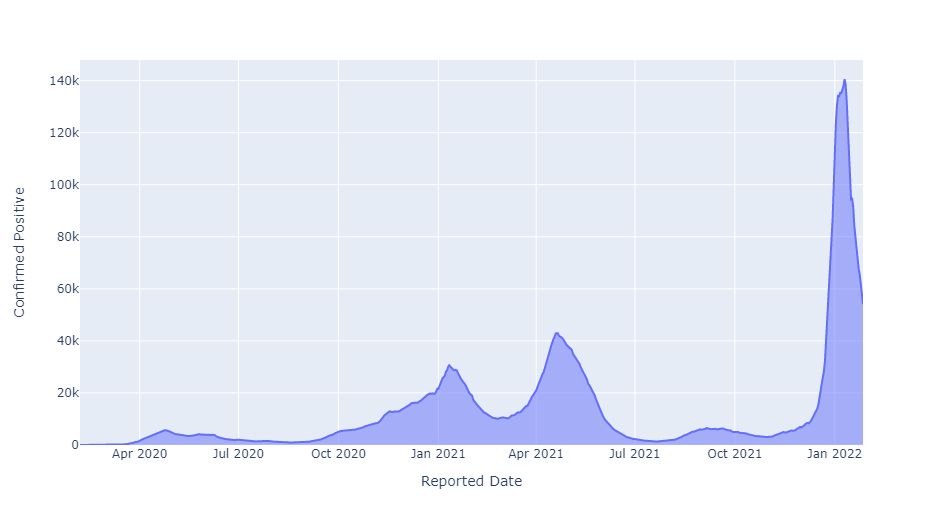 140k
120k
100k
80k
60k
40k
20k
0
Confirmed Positive
Apr 2020 Jul 2020 Oct 2020 Jan 2021 Apr 2021 Jul 2021 Oct 2021 Jan 2022
Reported Date